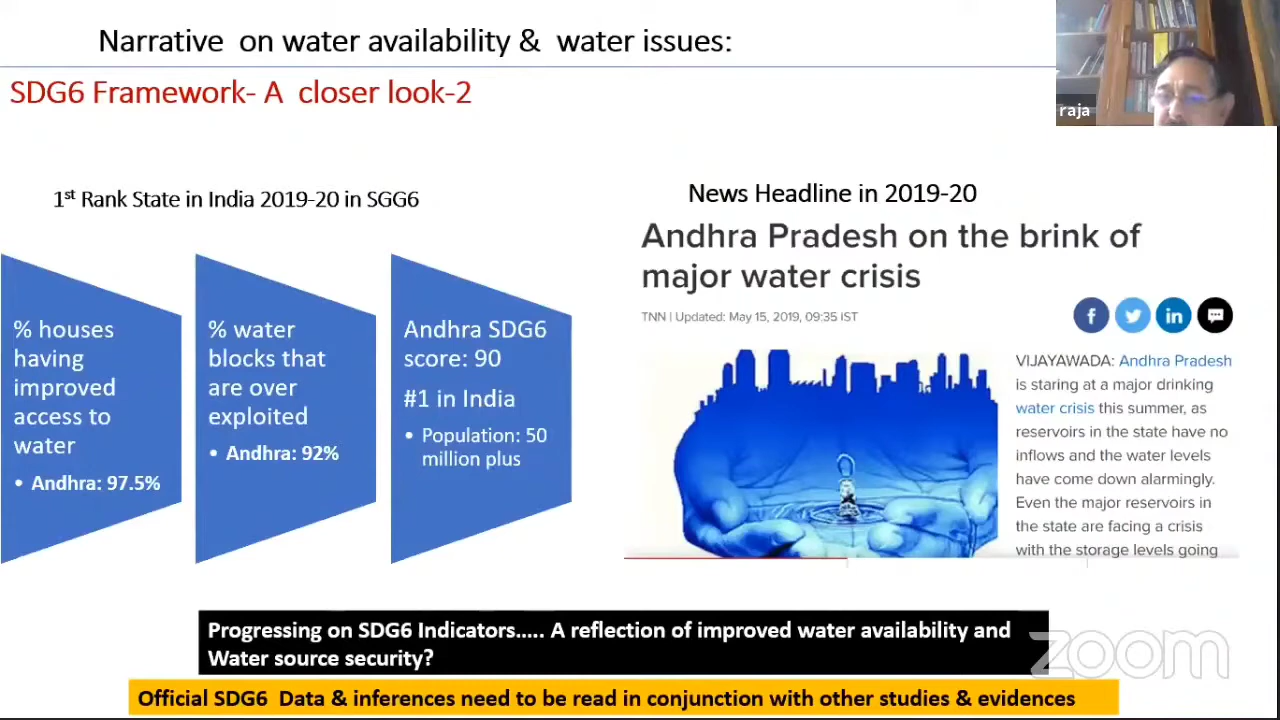 Narrative on water availability & water issues:
SDG6 Framework- A closer look-2
raja
1st Rank State in India 2019-20 in SGG6
% houses
having
improved
access to
water
• Andhra: 97.5%
% water
blocks that
are over
exploited
• Andhra: 92%
Andhra SDG6
score: 90
#1 in India
• Population: 50
million plus
News Headline in 2019-20
Andhra Pradesh on the brink of
major water crisis
TNN | Updated: May 15, 2019, 09:35 IST
f
in
VIJAYAWADA: Andhra Pradesh
is staring at a major drinking
water crisis this summer, as
reservoirs in the state have no
inflows and the water levels
have come down alarmingly.
Even the major reservoirs in
the state are facing a crisis
with the storage levels going
Progressing on SDG6 Indicators..... A reflection of improved water availability and
Water source security?
zoom
Official SDG6 Data & inferences need to be read in conjunction with other studies & evidences